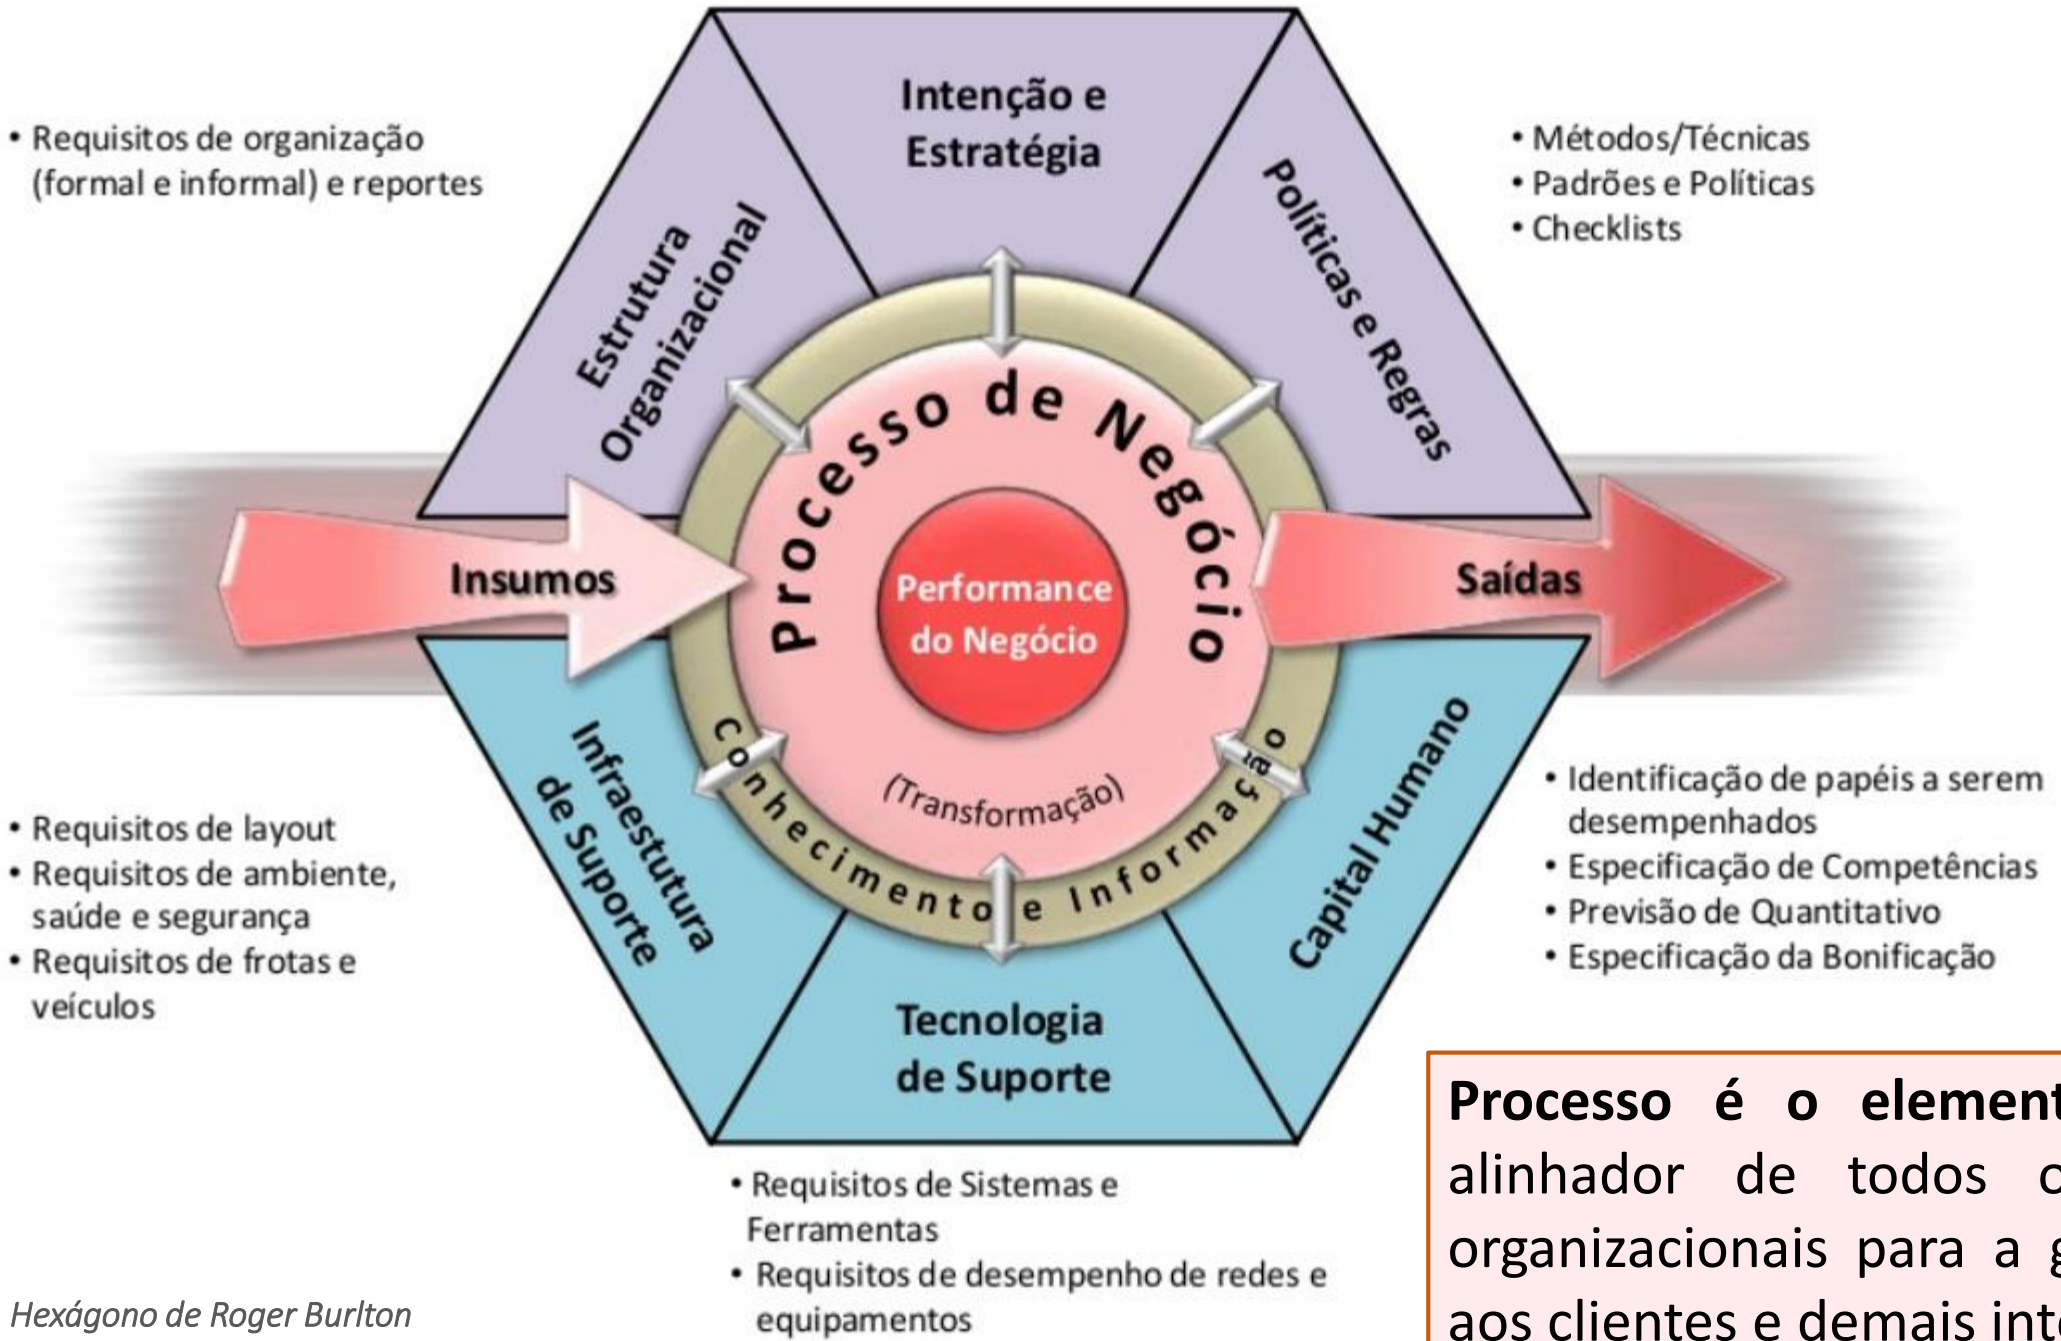 Intenção e
Estratégia
• Requisitos de organização
(formal e informal) e reportes
Estrutura
Organizacional
Políticas e Regras
• Métodos/Técnicas
• Padrões e Políticas
• Checklists
Processo de Negócio
Insumos
Performance
do Negócio
Saídas
(Transformação)
Conhecimento e Informação
Infraestutura
de Suporte
Capital Humano
• Requisitos de layout
• Requisitos de ambiente,
saúde e segurança
• Requisitos de frotas e
veículos
• Identificação de papéis a serem
desempenhados
• Especificação de Competências
• Previsão de Quantitativo
• Especificação da Bonificação
Tecnologia
de Suporte
• Requisitos de Sistemas e
Ferramentas
• Requisitos de desempenho de redes e
equipamentos
Hexágono de Roger Burlton
Processo é o
alinhador de todos
organizacionais para a
aos clientes e demais